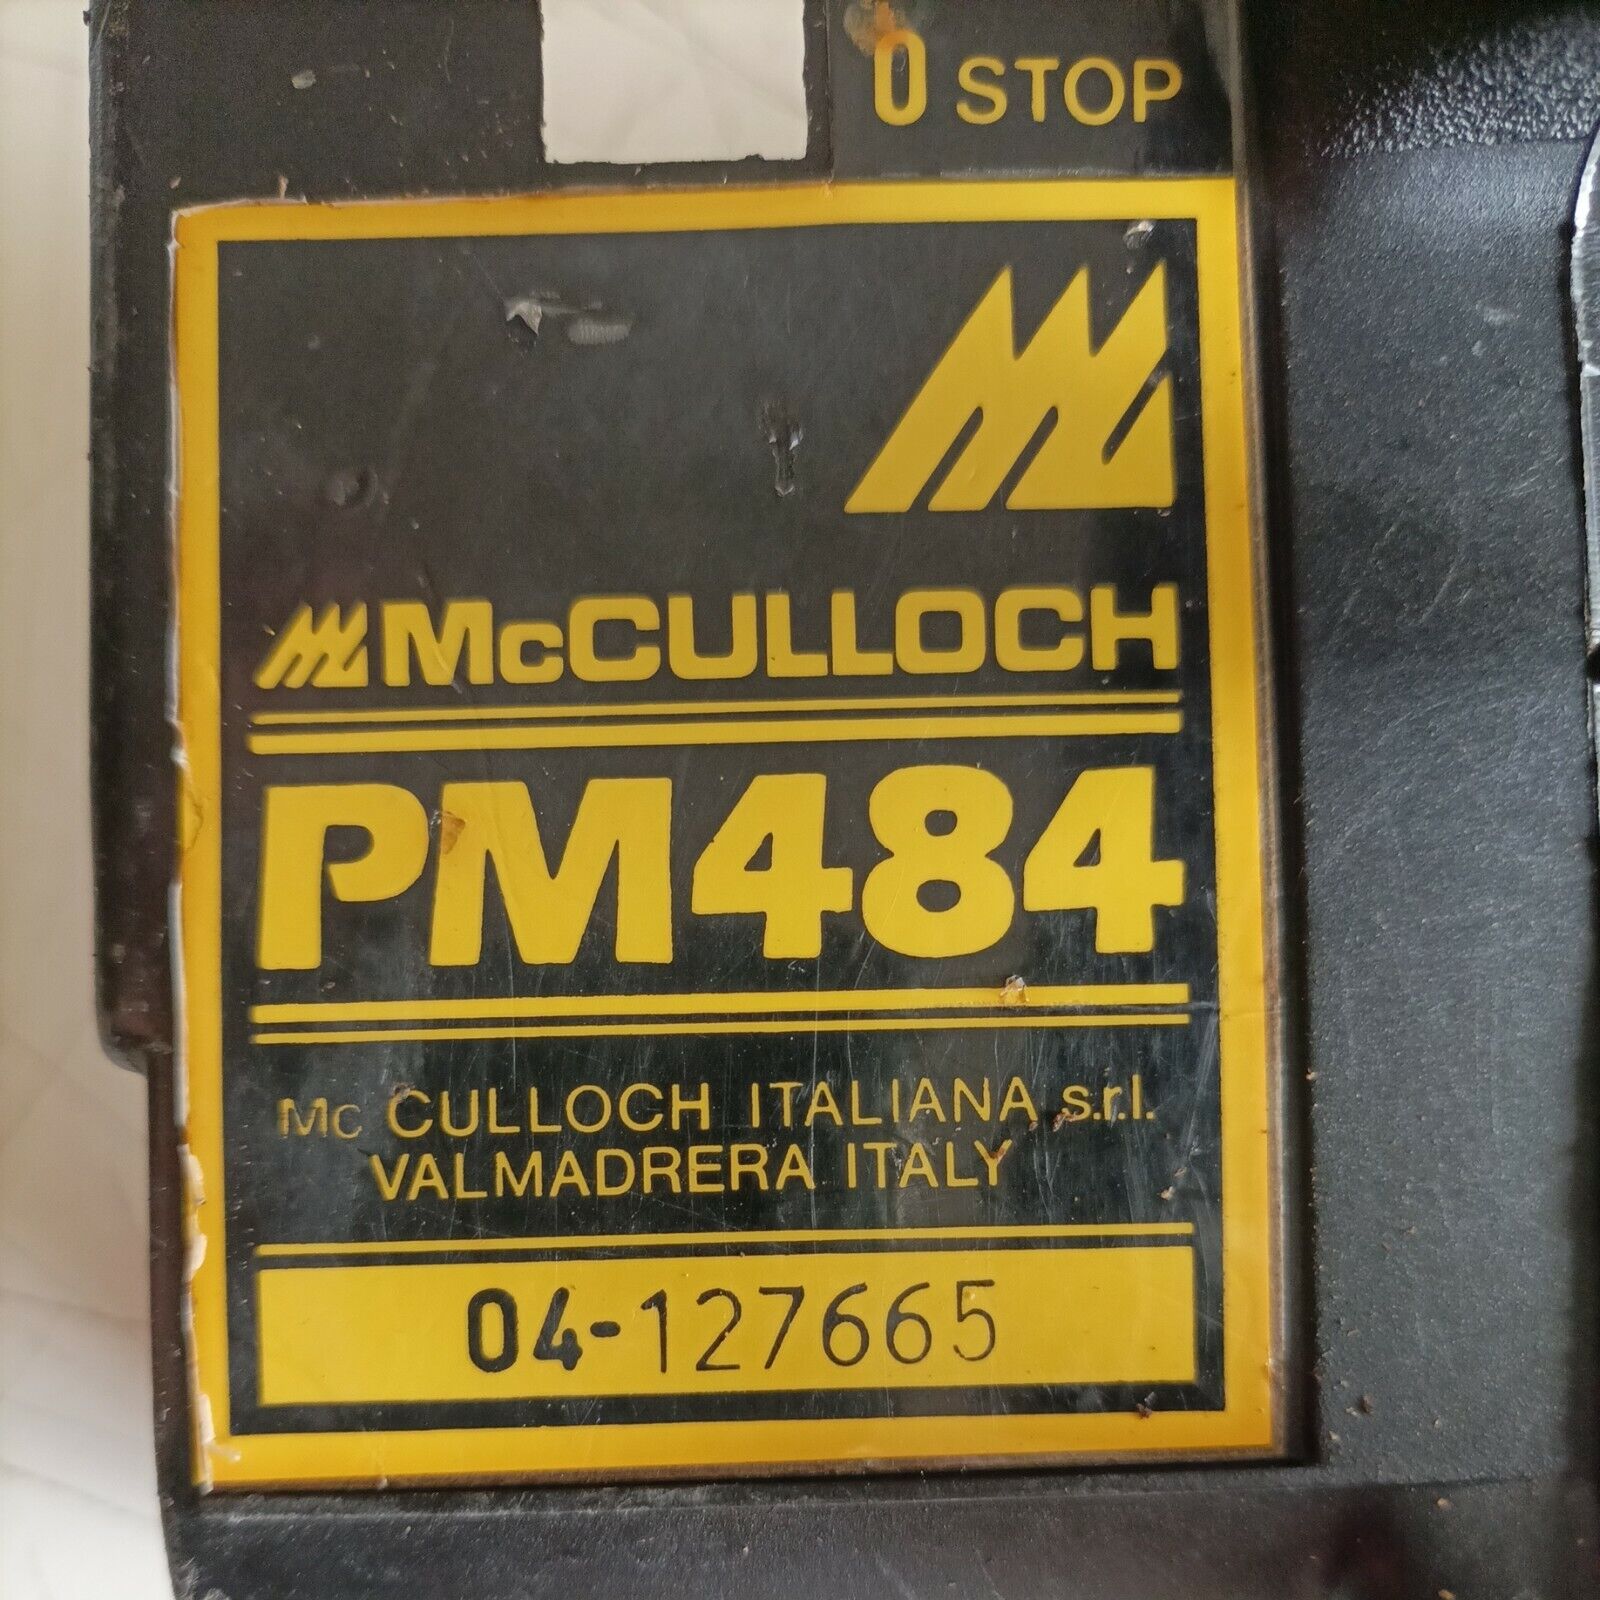 0 STOP
McCULLOCH
PM484
Mc CULLOCH ITALIANA s.r.l.
VALMADRERA ITALY
04-127665